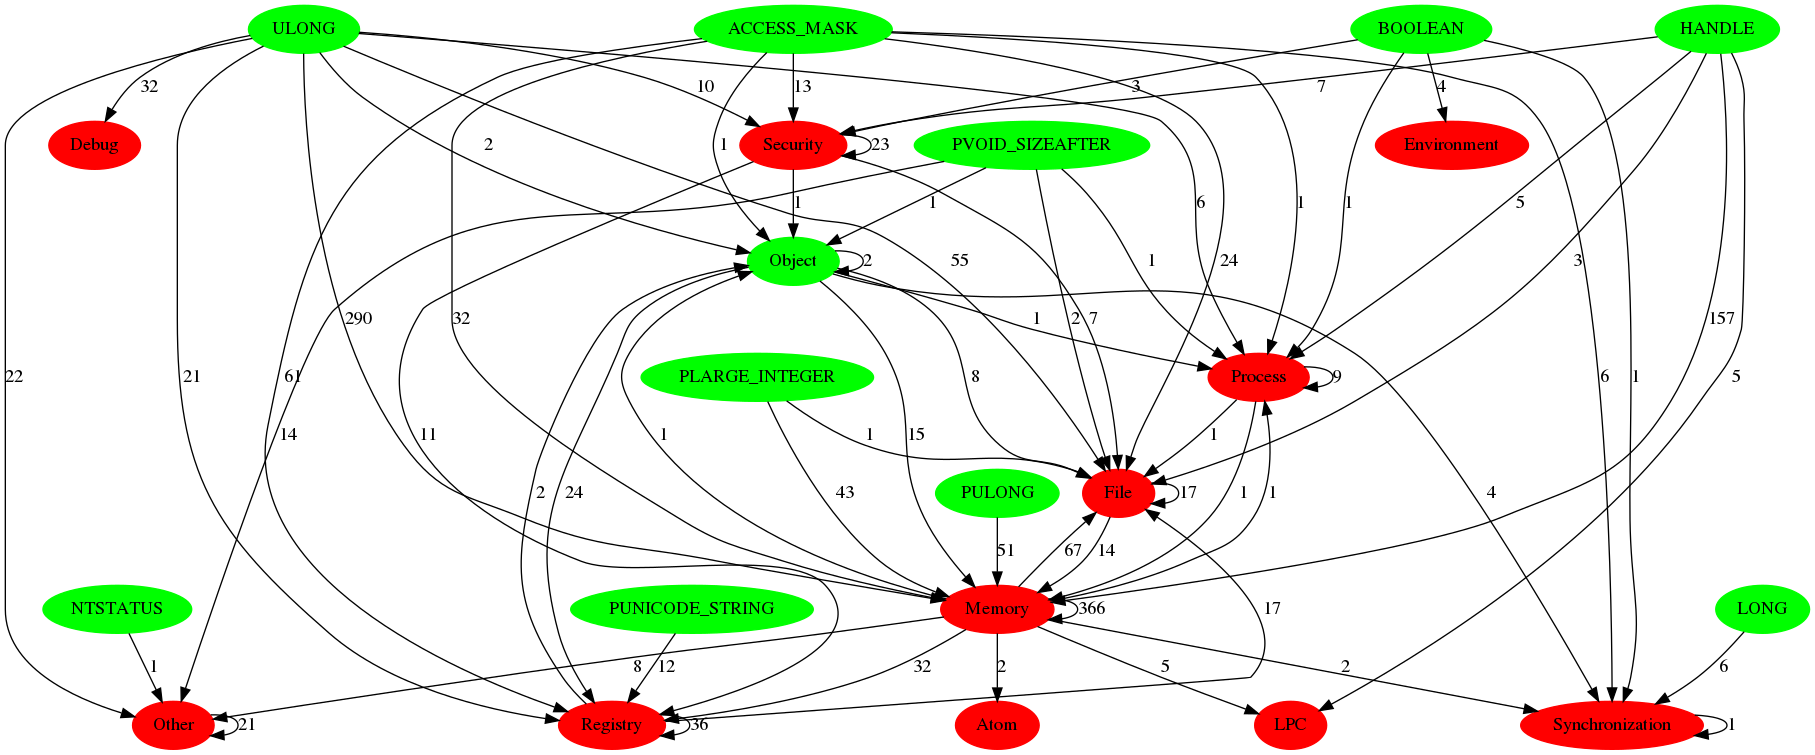 ULONG ACCESS_MASK BOOLEAN HANDLE
32 10 13 3 7 4
Debug Security PVOID_SIZEAFTER Environment
2 1 23
1 1 6 1 1 5
Object
2 55 24 1 3
22 290 32 1 2 7 157
PLARGE_INTEGER Process
21 61 8 9 6 1 5
14 11 1 15 1 1
PULONG File
2 24 43 17 1 1 4
51 67 14
NTSTATUS PUNICODE_STRING Memory LONG
366 17
1 8 12 32 2 5 2 6
Other Registry Atom LPC Synchronization
21 36 1